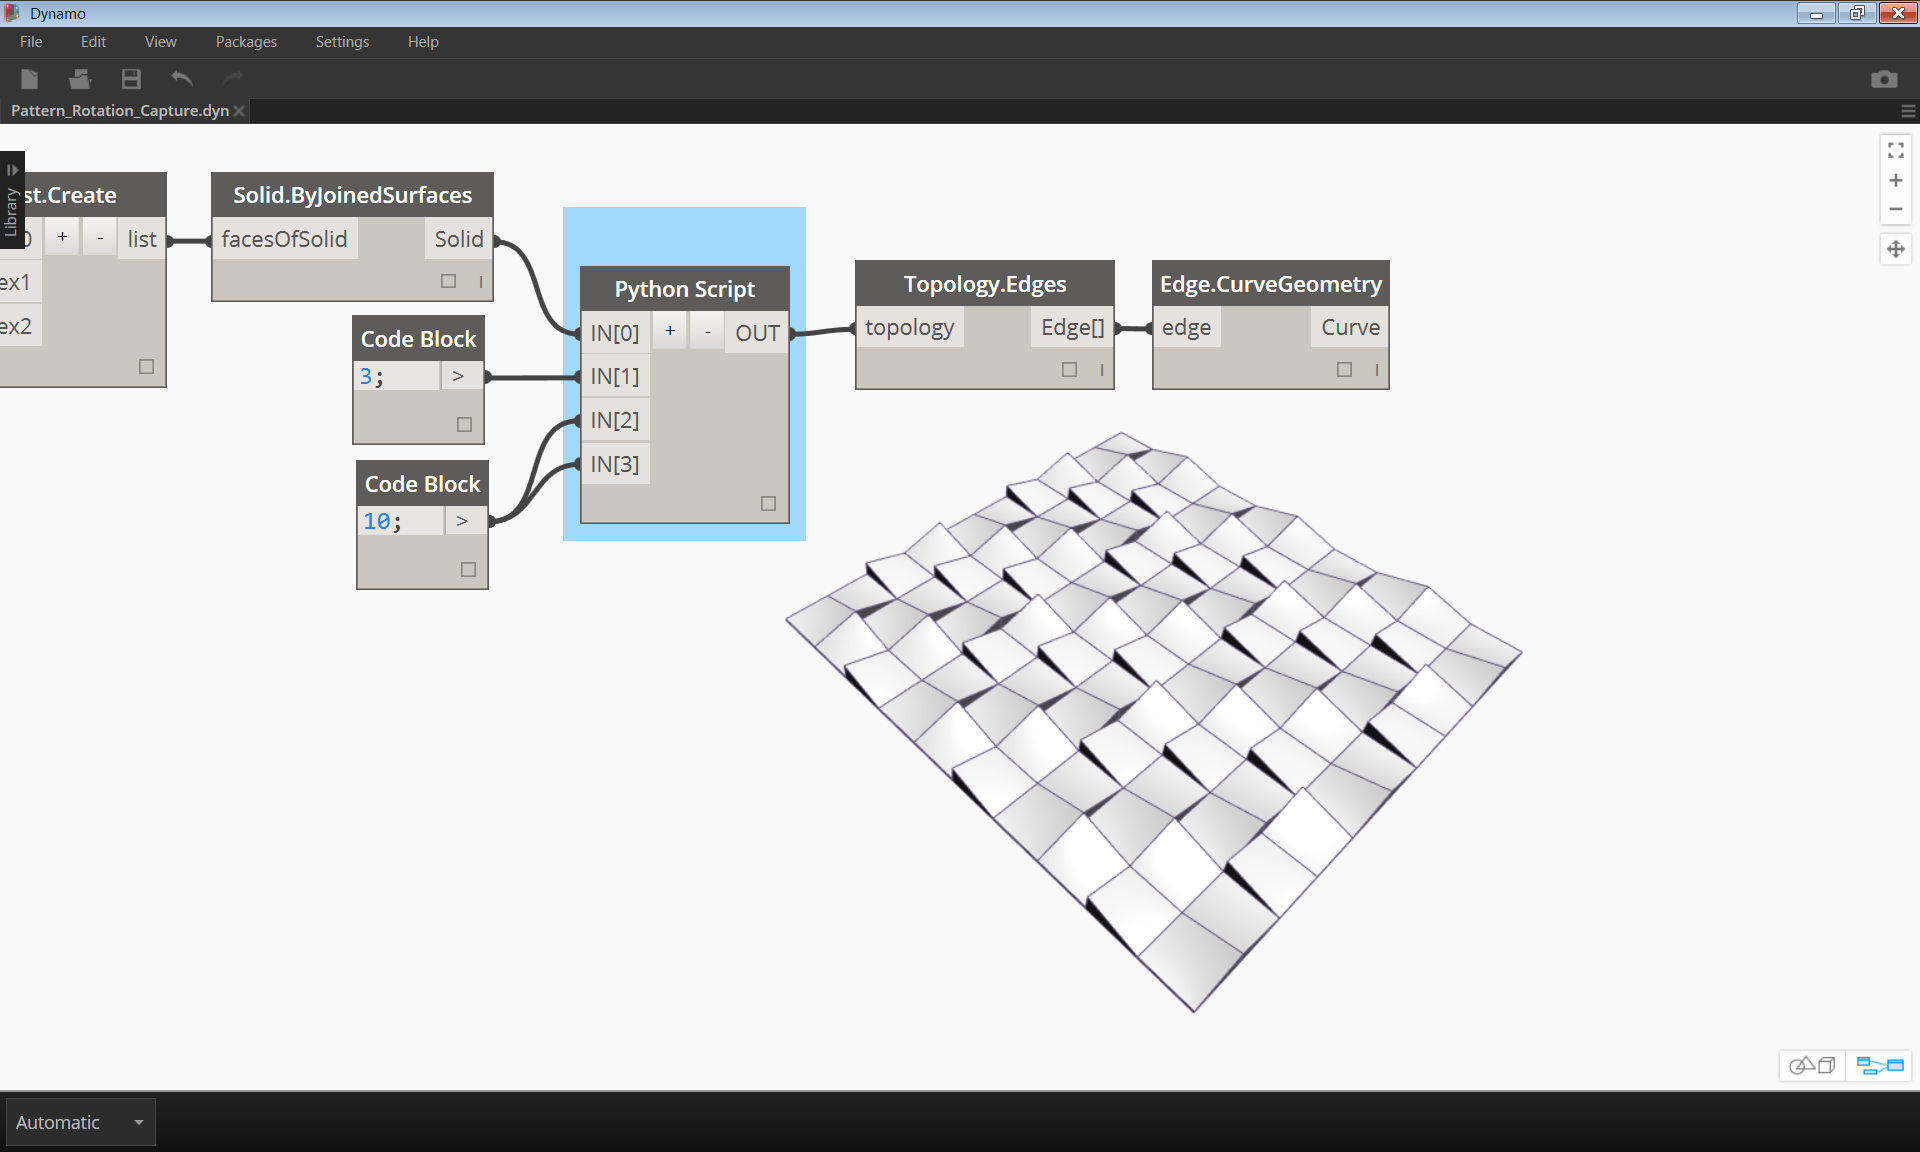 Dynamo
File Edit View Packages Settings Help
Pattern_Rotation_Capture.dyn
Library
st.Create
0 + - list
ex1
ex2
Solid.ByJoinedSurfaces
facesOfSolid Solid
Code Block
3; >
Code Block
10; >
Python Script
IN[0] + - OUT
IN[1]
IN[2]
IN[3]
Topology.Edges
topology Edge[]
Edge.CurveGeometry
edge Curve
Automatic